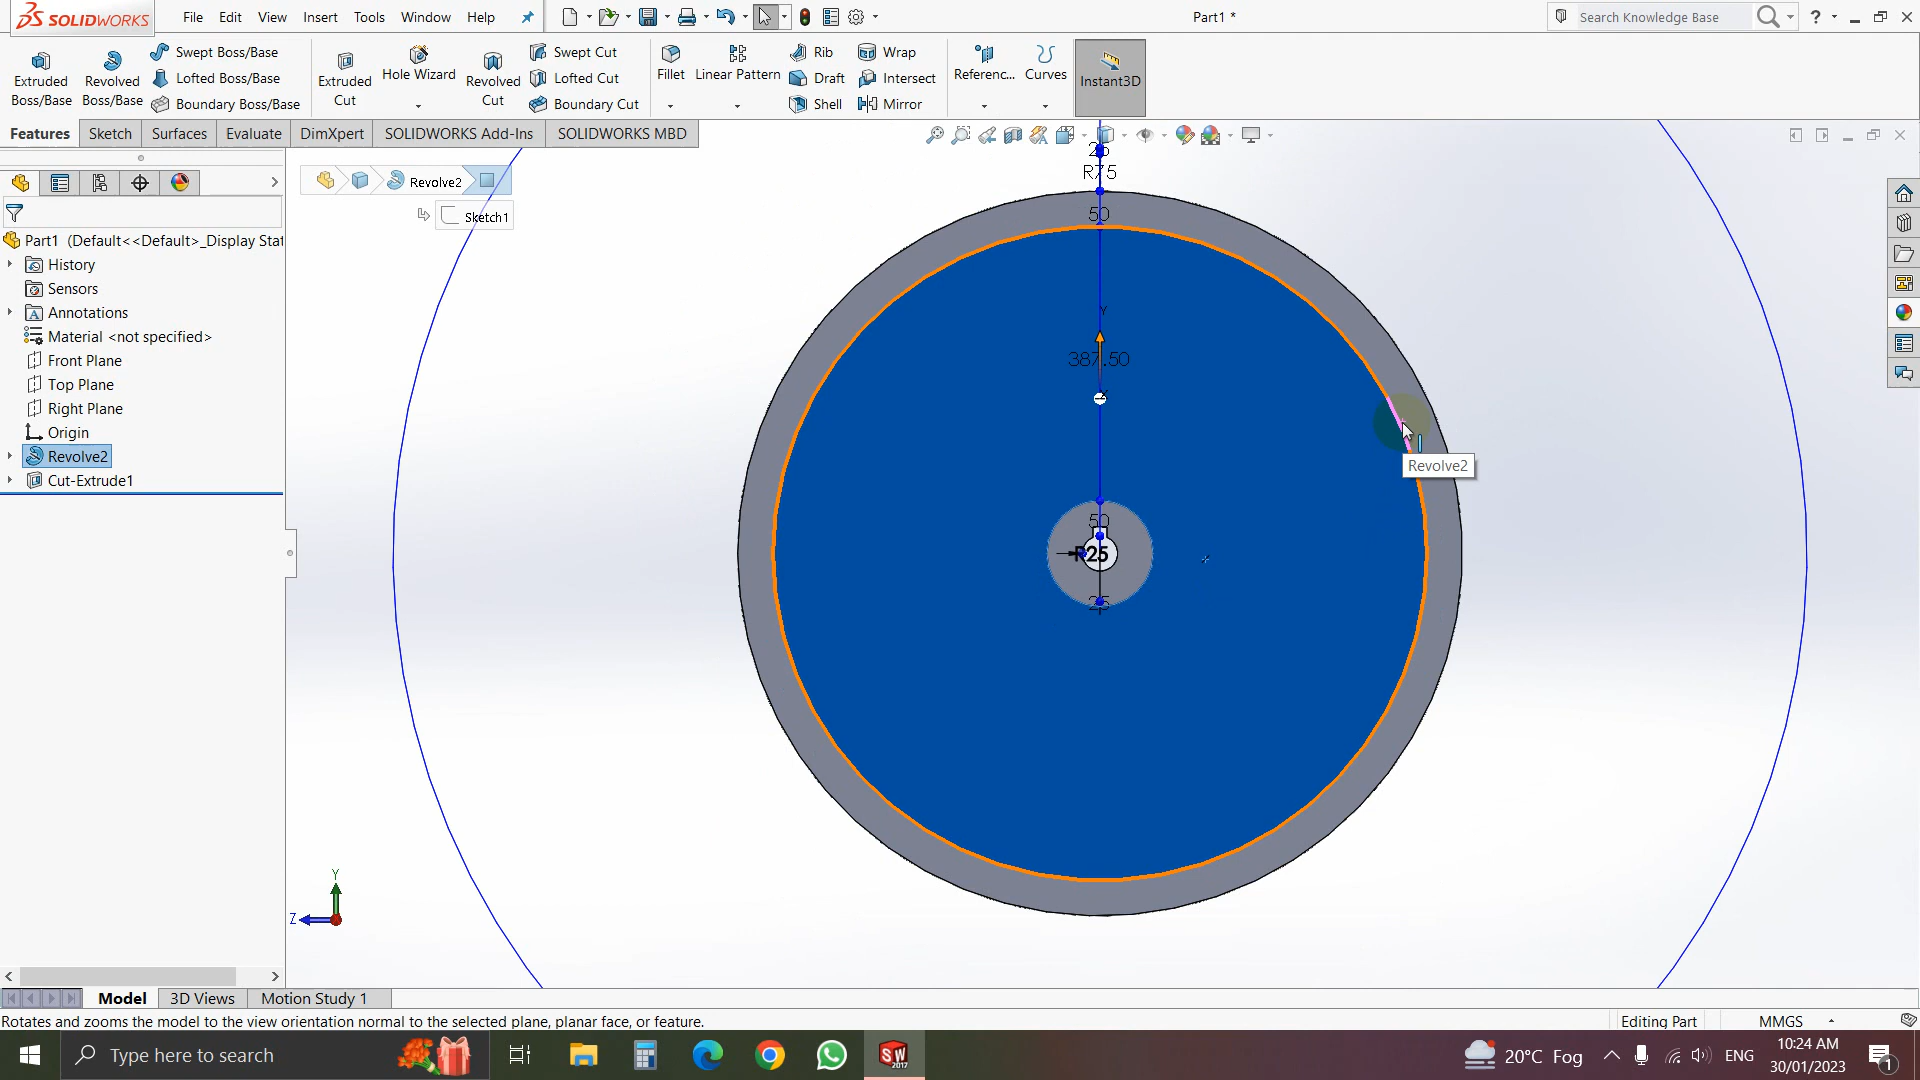 SOLIDWORKS File Edit View Insert Tools Window Help Part1 * Search Knowledge Base ?
Extruded Boss/Base
Revolved Boss/Base
Swept Boss/Base
Lofted Boss/Base
Boundary Boss/Base
Extruded Cut
Hole Wizard
Revolved Cut
Swept Cut
Lofted Cut
Boundary Cut
Fillet
Linear Pattern
Rib
Draft
Shell
Wrap
Intersect
Mirror
Referenc...
Curves
Instant3D
Features Sketch Surfaces Evaluate DimXpert SOLIDWORKS Add-Ins SOLIDWORKS MBD
Revolve2
Sketch1
Part1 (Default<<Default>_Display Stat
History
Sensors
Annotations
Material <not specified>
Front Plane
Top Plane
Right Plane
Origin
Revolve2
Cut-Extrude1
R75
50
Y
387.50
Revolve2
50
R25
25
Y
Z
Model 3D Views Motion Study 1
Rotates and zooms the model to the view orientation normal to the selected plane, planar face, or feature. Editing Part MMGS
Type here to search
SW 2017
20°C Fog
ENG
10:24 AM
30/01/2023
1